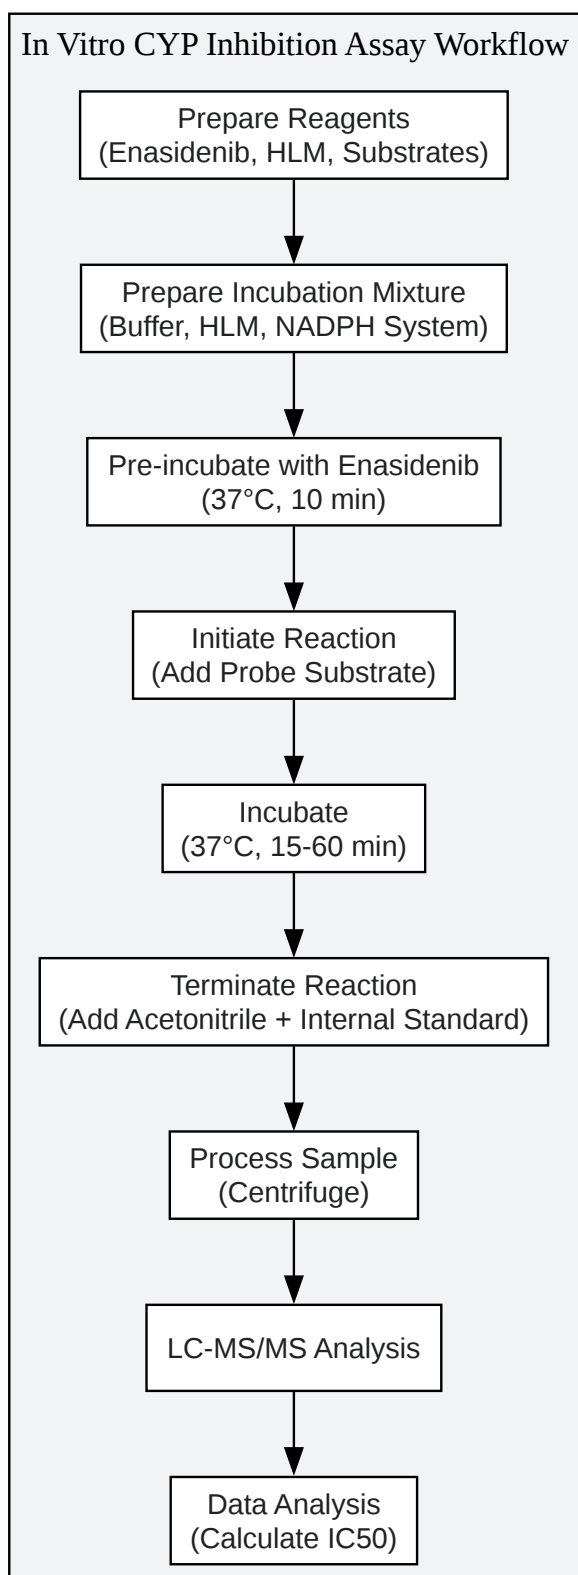 In Vitro CYP Inhibition Assay Workflow
Prepare Reagents
(Enasidenib, HLM, Substrates)
Prepare Incubation Mixture
(Buffer, HLM, NADPH System)
Pre-incubate with Enasidenib
(37°C, 10 min)
Initiate Reaction
(Add Probe Substrate)
Incubate
(37°C, 15-60 min)
Terminate Reaction
(Add Acetonitrile + Internal Standard)
Process Sample
(Centrifuge)
LC-MS/MS Analysis
Data Analysis
(Calculate IC50)